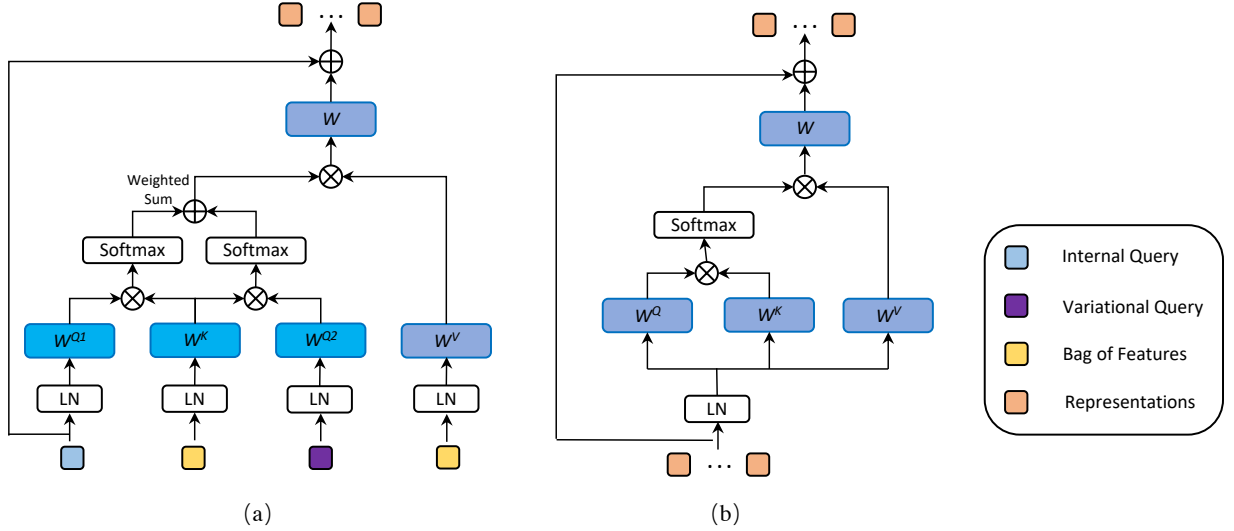 ...
W
Weighted
Sum
Softmax
Softmax
W^Q1
W^K
W^Q2
W^V
LN
LN
LN
LN
(a)
...
W
Softmax
W^Q
W^K
W^V
LN
...
(b)
Internal Query
Variational Query
Bag of Features
Representations